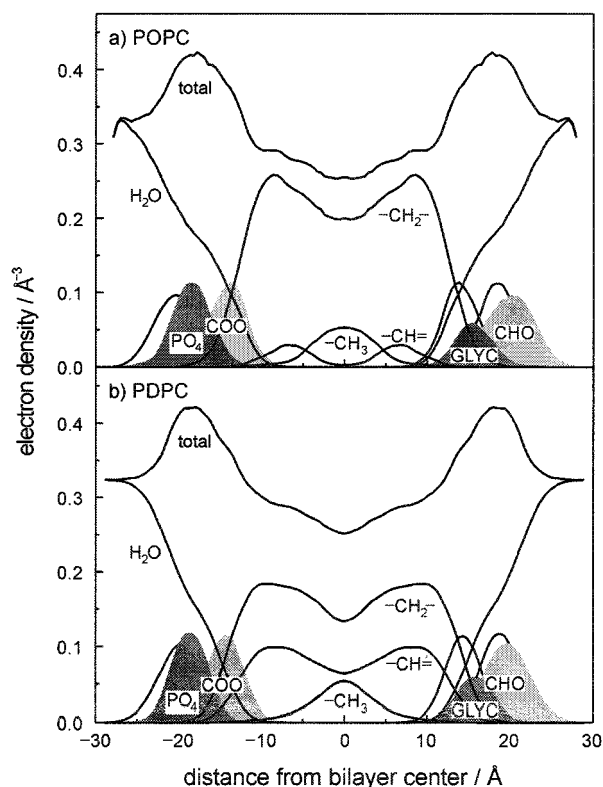 a) POPC
0.4
total
0.3
H₂O
0.2
–CH₂–
0.1
PO₄
COO
–CH₃
–CH=
GLYC
CHO
0.0
electron density / Å⁻³
b) PDPC
0.4
total
0.3
H₂O
0.2
–CH₂–
–CH=
0.1
PO₄
COO
–CH₃
GLYC
CHO
0.0
−30 −20 −10 0 10 20 30
distance from bilayer center / Å